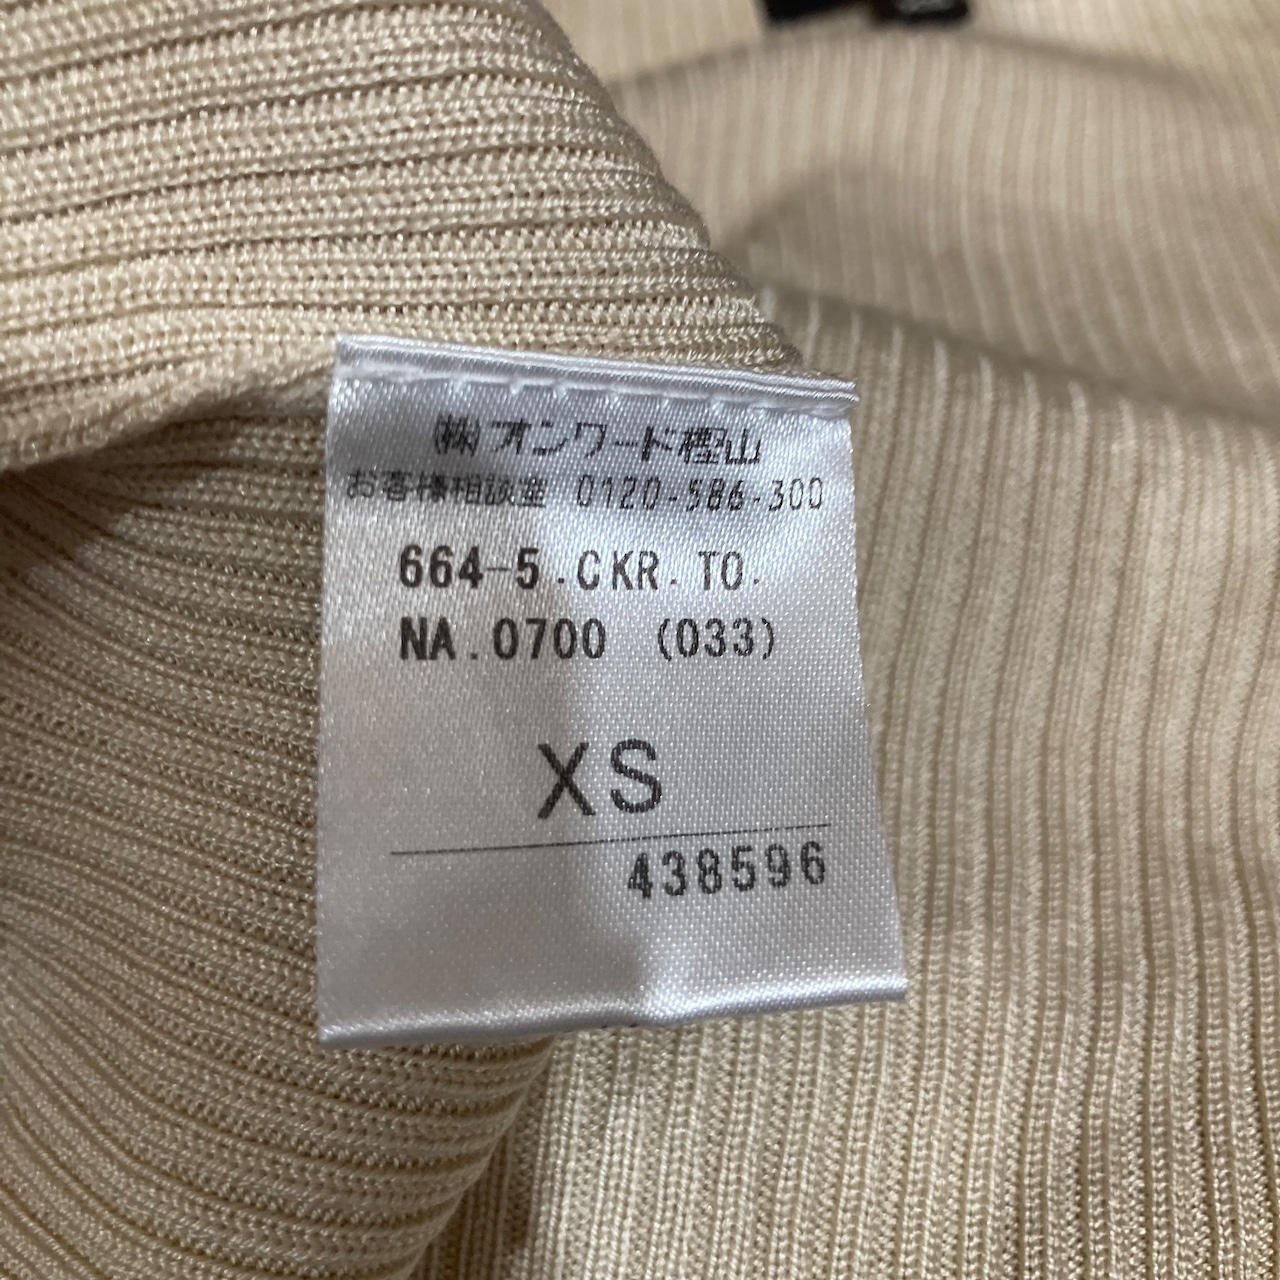 ㈱オンワード樫山
お客様相談室 0120-586-300
664-5.CKR.TO.
NA.0700 (033)
XS
438596